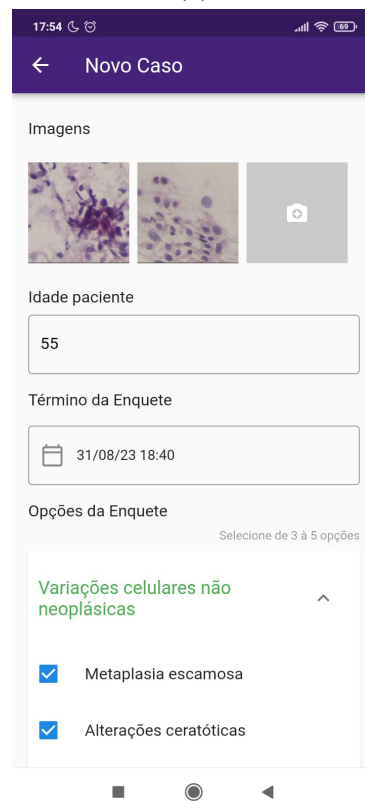 17:54 69
Novo Caso
Imagens
Idade paciente
55
Término da Enquete
31/08/23 18:40
Opções da Enquete
Selecione de 3 à 5 opções
Variações celulares não
neoplásicas
Metaplasia escamosa
Alterações ceratóticas